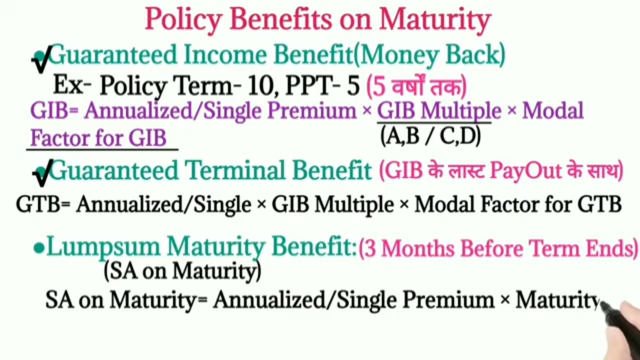 Policy Benefits on Maturity
•Guaranteed Income Benefit(Money Back)
Ex- Policy Term- 10, PPT- 5 (5 वर्षों तक)
GIB= Annualized/Single Premium × GIB Multiple × Modal
Factor for GIB (A,B / C,D)
•Guaranteed Terminal Benefit (GIB के लास्ट PayOut के साथ)
GTB= Annualized/Single × GIB Multiple × Modal Factor for GTB
•Lumpsum Maturity Benefit:(3 Months Before Term Ends)
(SA on Maturity)
SA on Maturity= Annualized/Single Premium × Maturity